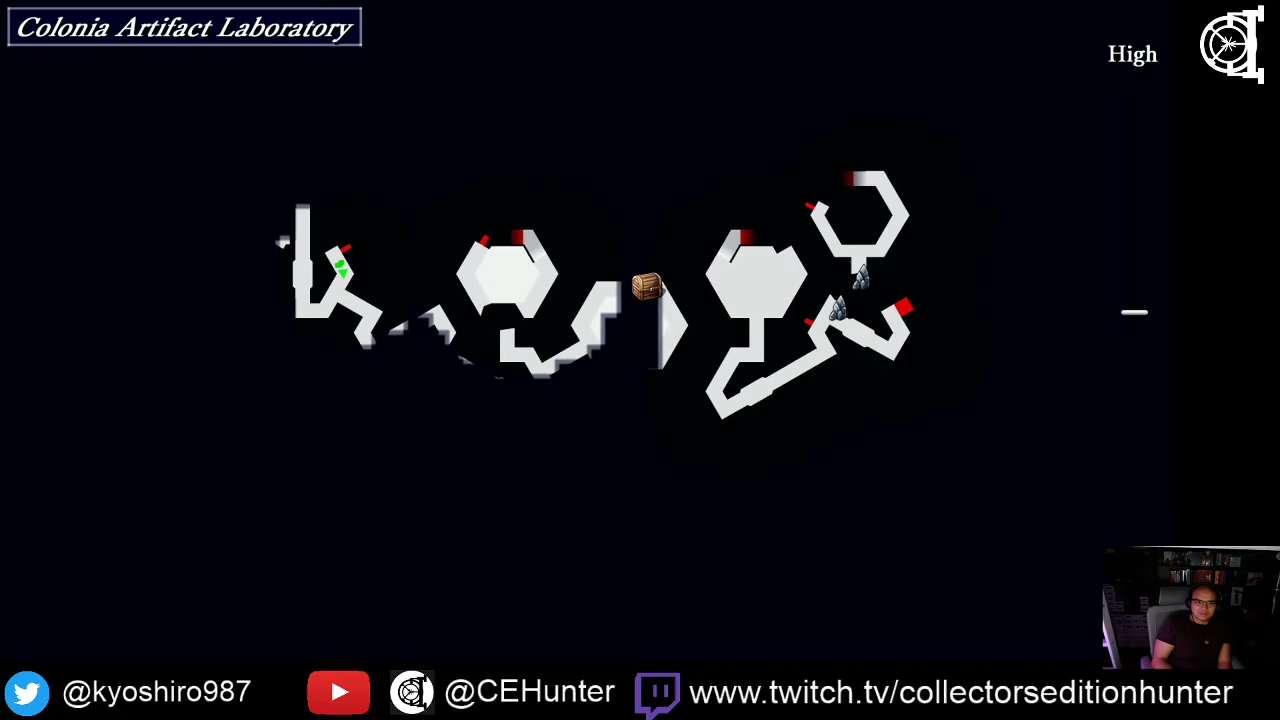 Colonia Artifact Laboratory
High
@kyoshiro987
@CEHunter
www.twitch.tv/collectorseditionhunter